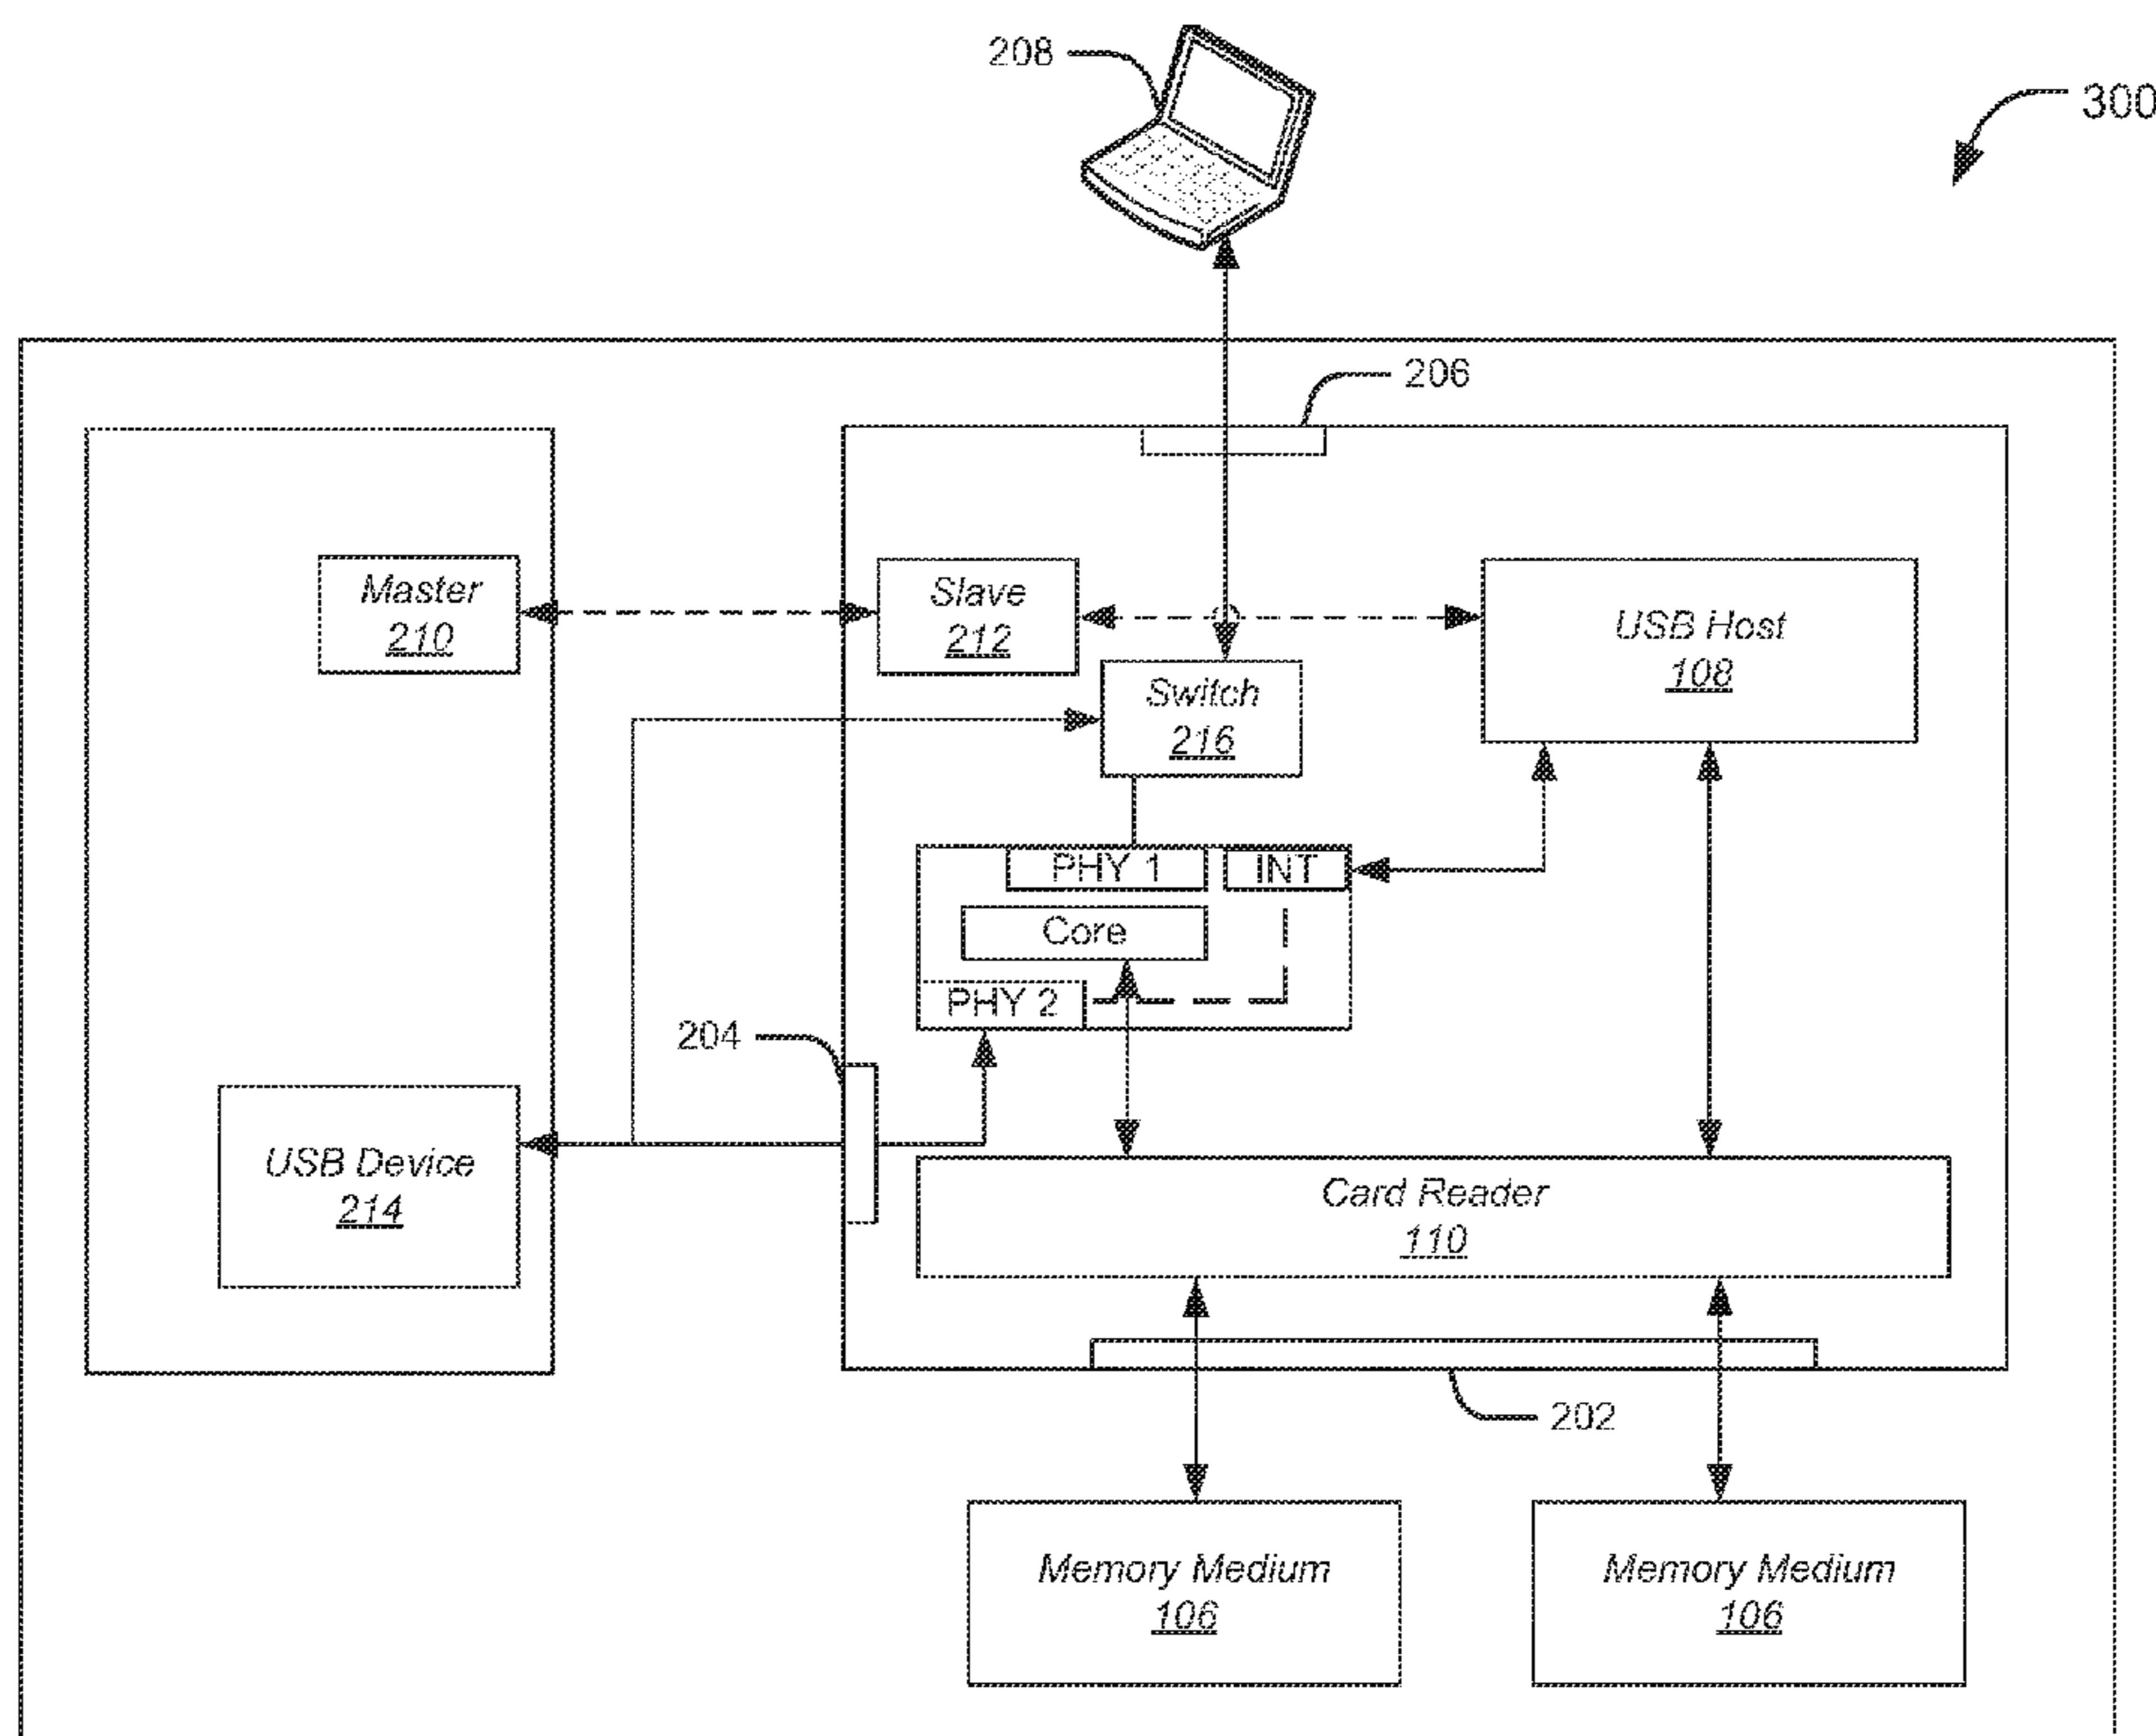 208
300
206
Master
210
Slave
212
USB Host
108
Switch
216
PHY 1
INT
Core
PHY 2
204
USB Device
214
Card Reader
110
202
Memory Medium
106
Memory Medium
106